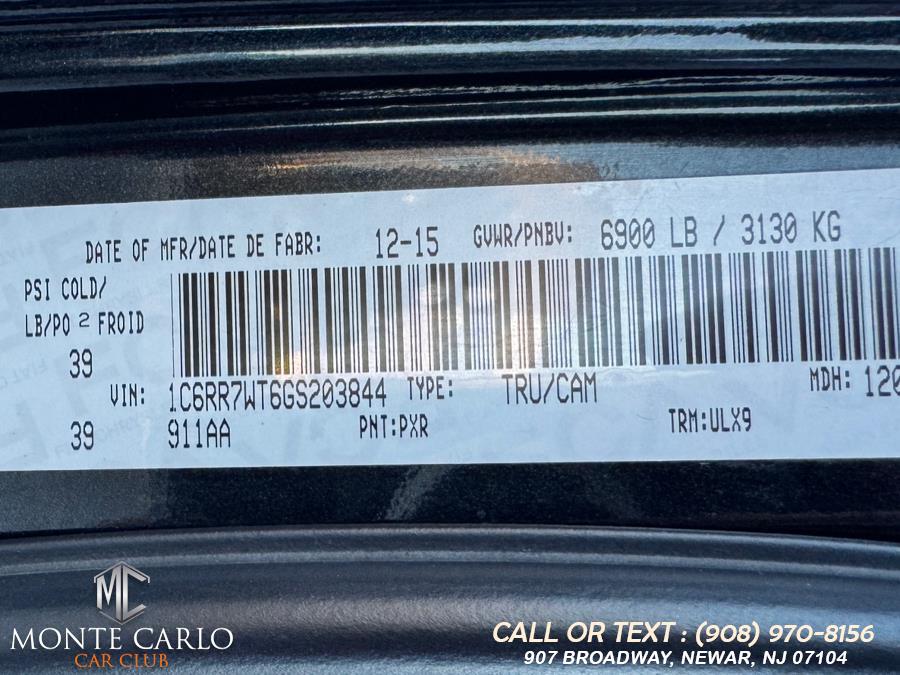 DATE OF MFR/DATE DE FABR: 12-15 GVWR/PNBV: 6900 LB / 3130 KG
PSI COLD/
LB/PO 2 FROID
39
VIN: 1C6RR7WT6GS203844 TYPE: TRU/CAM MDH: 120
39 911AA PNT:PXR TRM:ULX9
MC
MONTE CARLO
CAR CLUB
CALL OR TEXT : (908) 970-8156
907 BROADWAY, NEWAR, NJ 07104